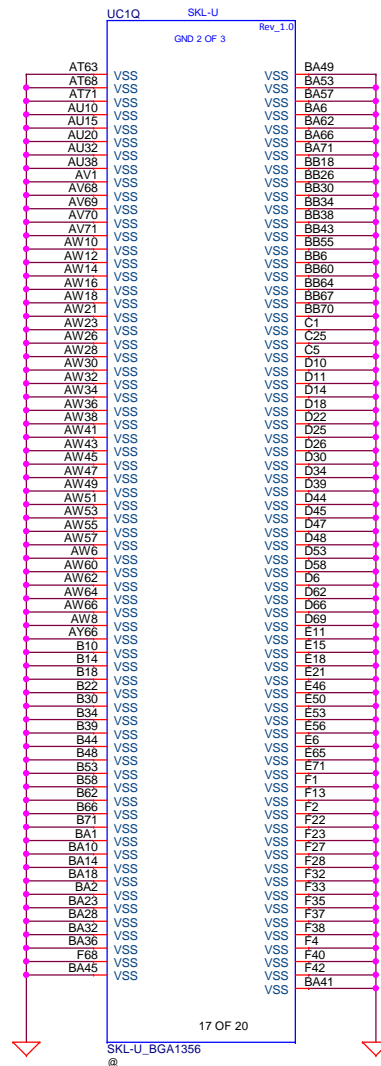 UC1Q SKL-U
Rev_1.0
GND 2 OF 3
AT63 VSS VSS BA49
AT68 VSS VSS BA53
AT71 VSS VSS BA57
AU10 VSS VSS BA6
AU15 VSS VSS BA62
AU20 VSS VSS BA66
AU32 VSS VSS BA71
AU38 VSS VSS BB18
AV1 VSS VSS BB26
AV68 VSS VSS BB30
AV69 VSS VSS BB34
AV70 VSS VSS BB38
AV71 VSS VSS BB43
AW10 VSS VSS BB55
AW12 VSS VSS BB6
AW14 VSS VSS BB60
AW16 VSS VSS BB64
AW18 VSS VSS BB67
AW21 VSS VSS BB70
AW23 VSS VSS C1
AW26 VSS VSS C25
AW28 VSS VSS C5
AW30 VSS VSS D10
AW32 VSS VSS D11
AW34 VSS VSS D14
AW36 VSS VSS D18
AW38 VSS VSS D22
AW41 VSS VSS D25
AW43 VSS VSS D26
AW45 VSS VSS D30
AW47 VSS VSS D34
AW49 VSS VSS D39
AW51 VSS VSS D44
AW53 VSS VSS D45
AW55 VSS VSS D47
AW57 VSS VSS D48
AW6 VSS VSS D53
AW60 VSS VSS D58
AW62 VSS VSS D6
AW64 VSS VSS D62
AW66 VSS VSS D66
AW8 VSS VSS D69
AY66 VSS VSS E11
B10 VSS VSS E15
B14 VSS VSS E18
B18 VSS VSS E21
B22 VSS VSS E46
B30 VSS VSS E50
B34 VSS VSS E53
B39 VSS VSS E56
B44 VSS VSS E6
B48 VSS VSS E65
B53 VSS VSS E71
B58 VSS VSS F1
B62 VSS VSS F13
B66 VSS VSS F2
B71 VSS VSS F22
BA1 VSS VSS F23
BA10 VSS VSS F27
BA14 VSS VSS F28
BA18 VSS VSS F32
BA2 VSS VSS F33
BA23 VSS VSS F35
BA28 VSS VSS F37
BA32 VSS VSS F38
BA36 VSS VSS F4
F68 VSS VSS F40
BA45 VSS VSS F42
VSS BA41
17 OF 20
SKL-U_BGA1356
@